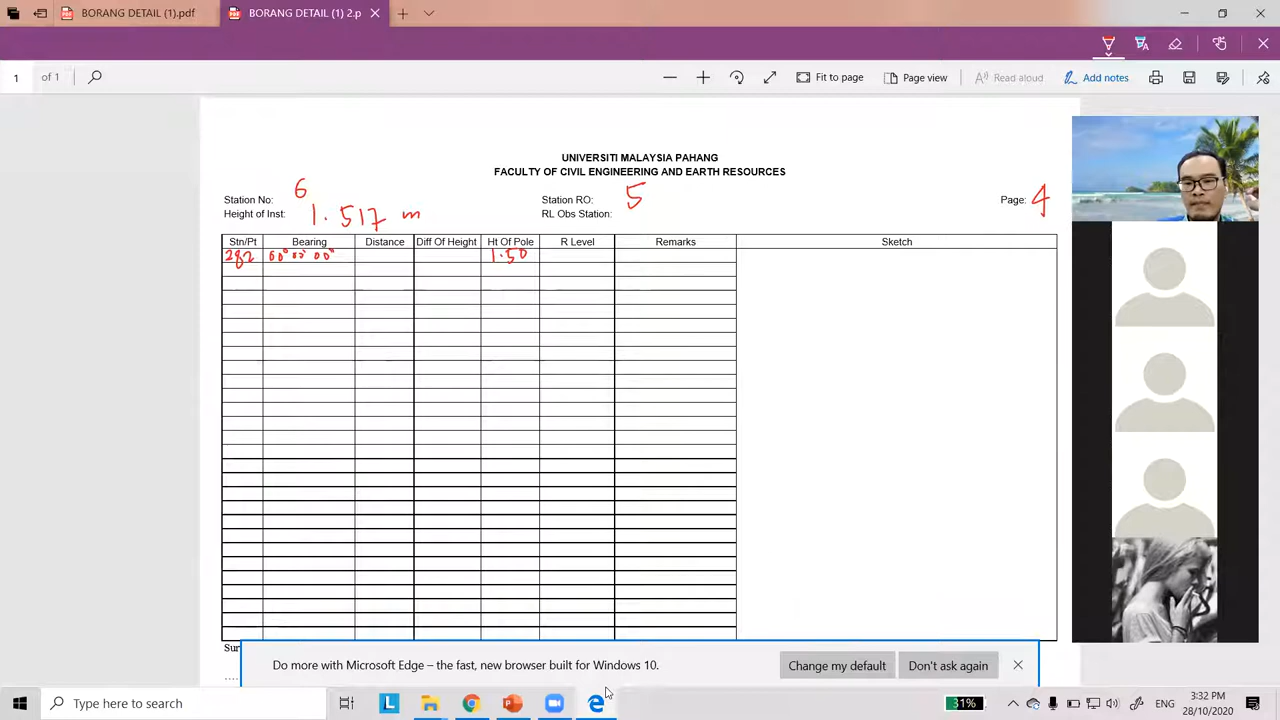 BORANG DETAIL (1).pdf
BORANG DETAIL (1) 2.p
1 of 1
Fit to page
Page view
Read aloud
Add notes
UNIVERSITI MALAYSIA PAHANG
FACULTY OF CIVIL ENGINEERING AND EARTH RESOURCES
Station No: 6
Station RO: 5
Page: 4
Height of Inst: 1.517 m
RL Obs Station:
Stn/Pt Bearing Distance Diff Of Height Ht Of Pole R Level Remarks Sketch
282 00° 00' 00" 1.50
Sur
....
Do more with Microsoft Edge – the fast, new browser built for Windows 10.
Change my default
Don't ask again
Type here to search
31%
ENG
3:32 PM
28/10/2020